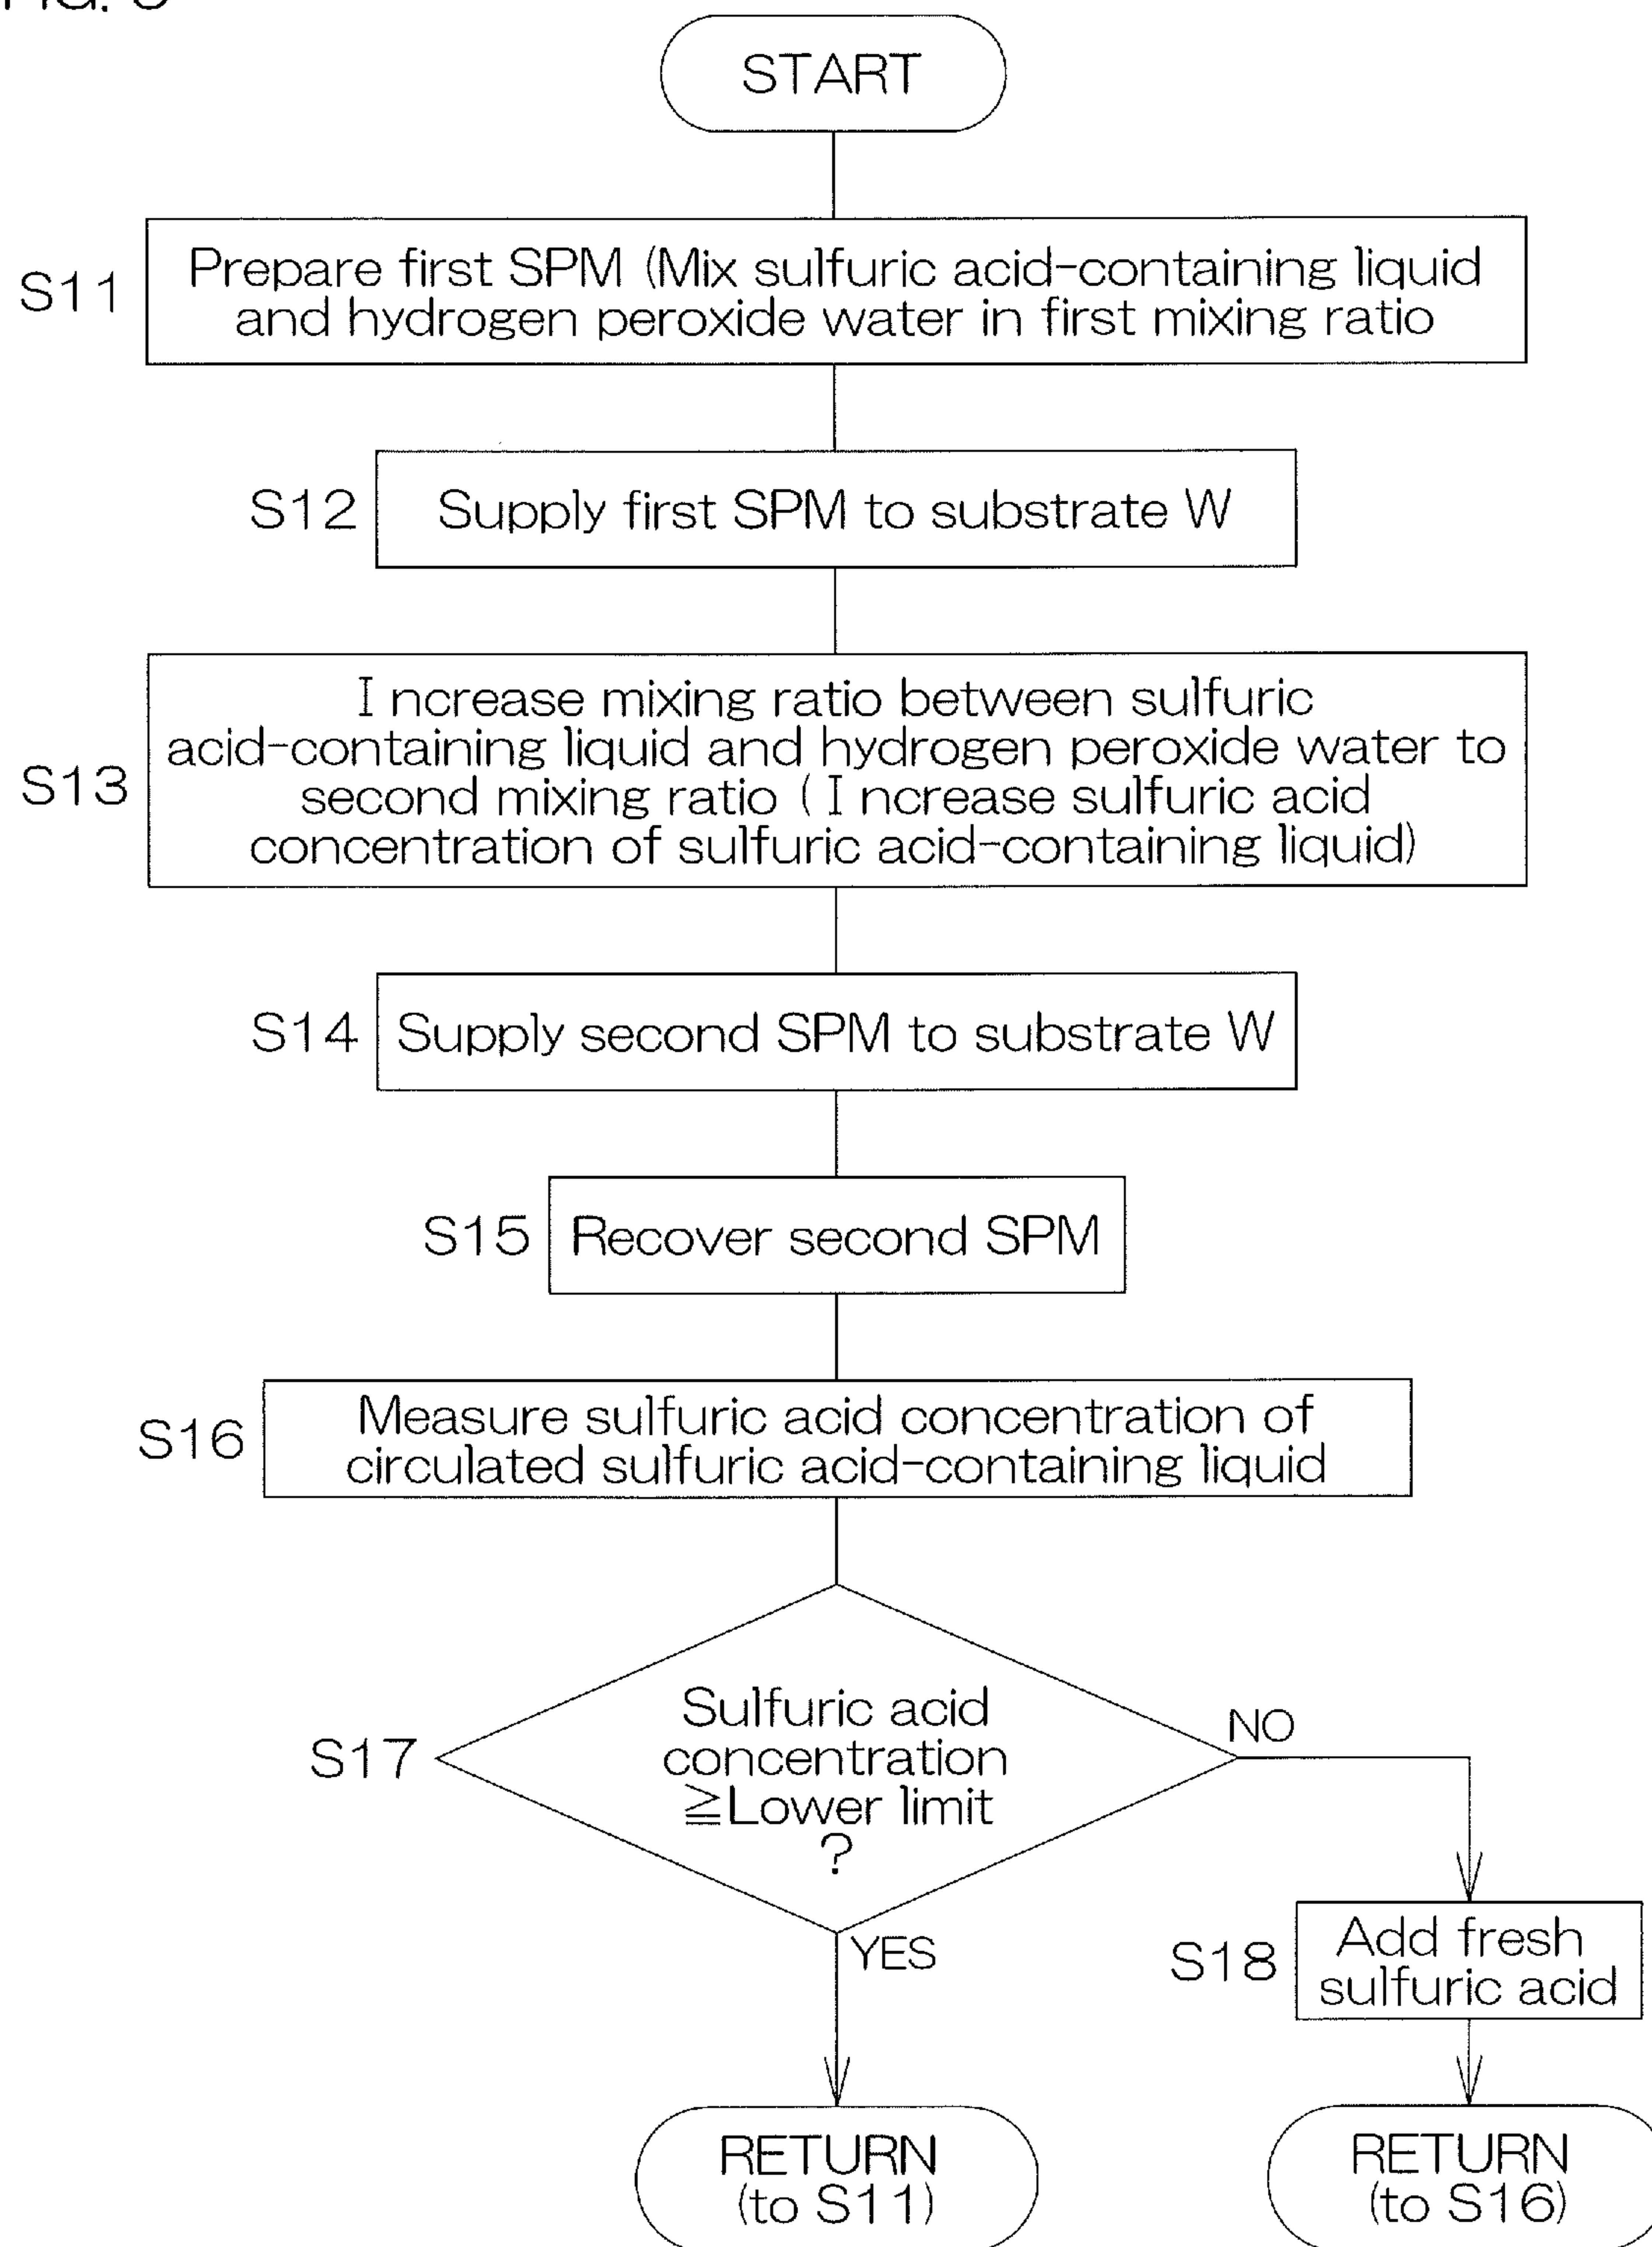 START
S11
Prepare first SPM (Mix sulfuric acid-containing liquid
and hydrogen peroxide water in first mixing ratio
S12
Supply first SPM to substrate W
S13
Increase mixing ratio between sulfuric
acid-containing liquid and hydrogen peroxide water to
second mixing ratio (Increase sulfuric acid
concentration of sulfuric acid-containing liquid)
S14
Supply second SPM to substrate W
S15
Recover second SPM
S16
Measure sulfuric acid concentration of
circulated sulfuric acid-containing liquid
S17
Sulfuric acid
concentration
≧Lower limit
?
NO
YES
S18
Add fresh
sulfuric acid
RETURN
(to S11)
RETURN
(to S16)